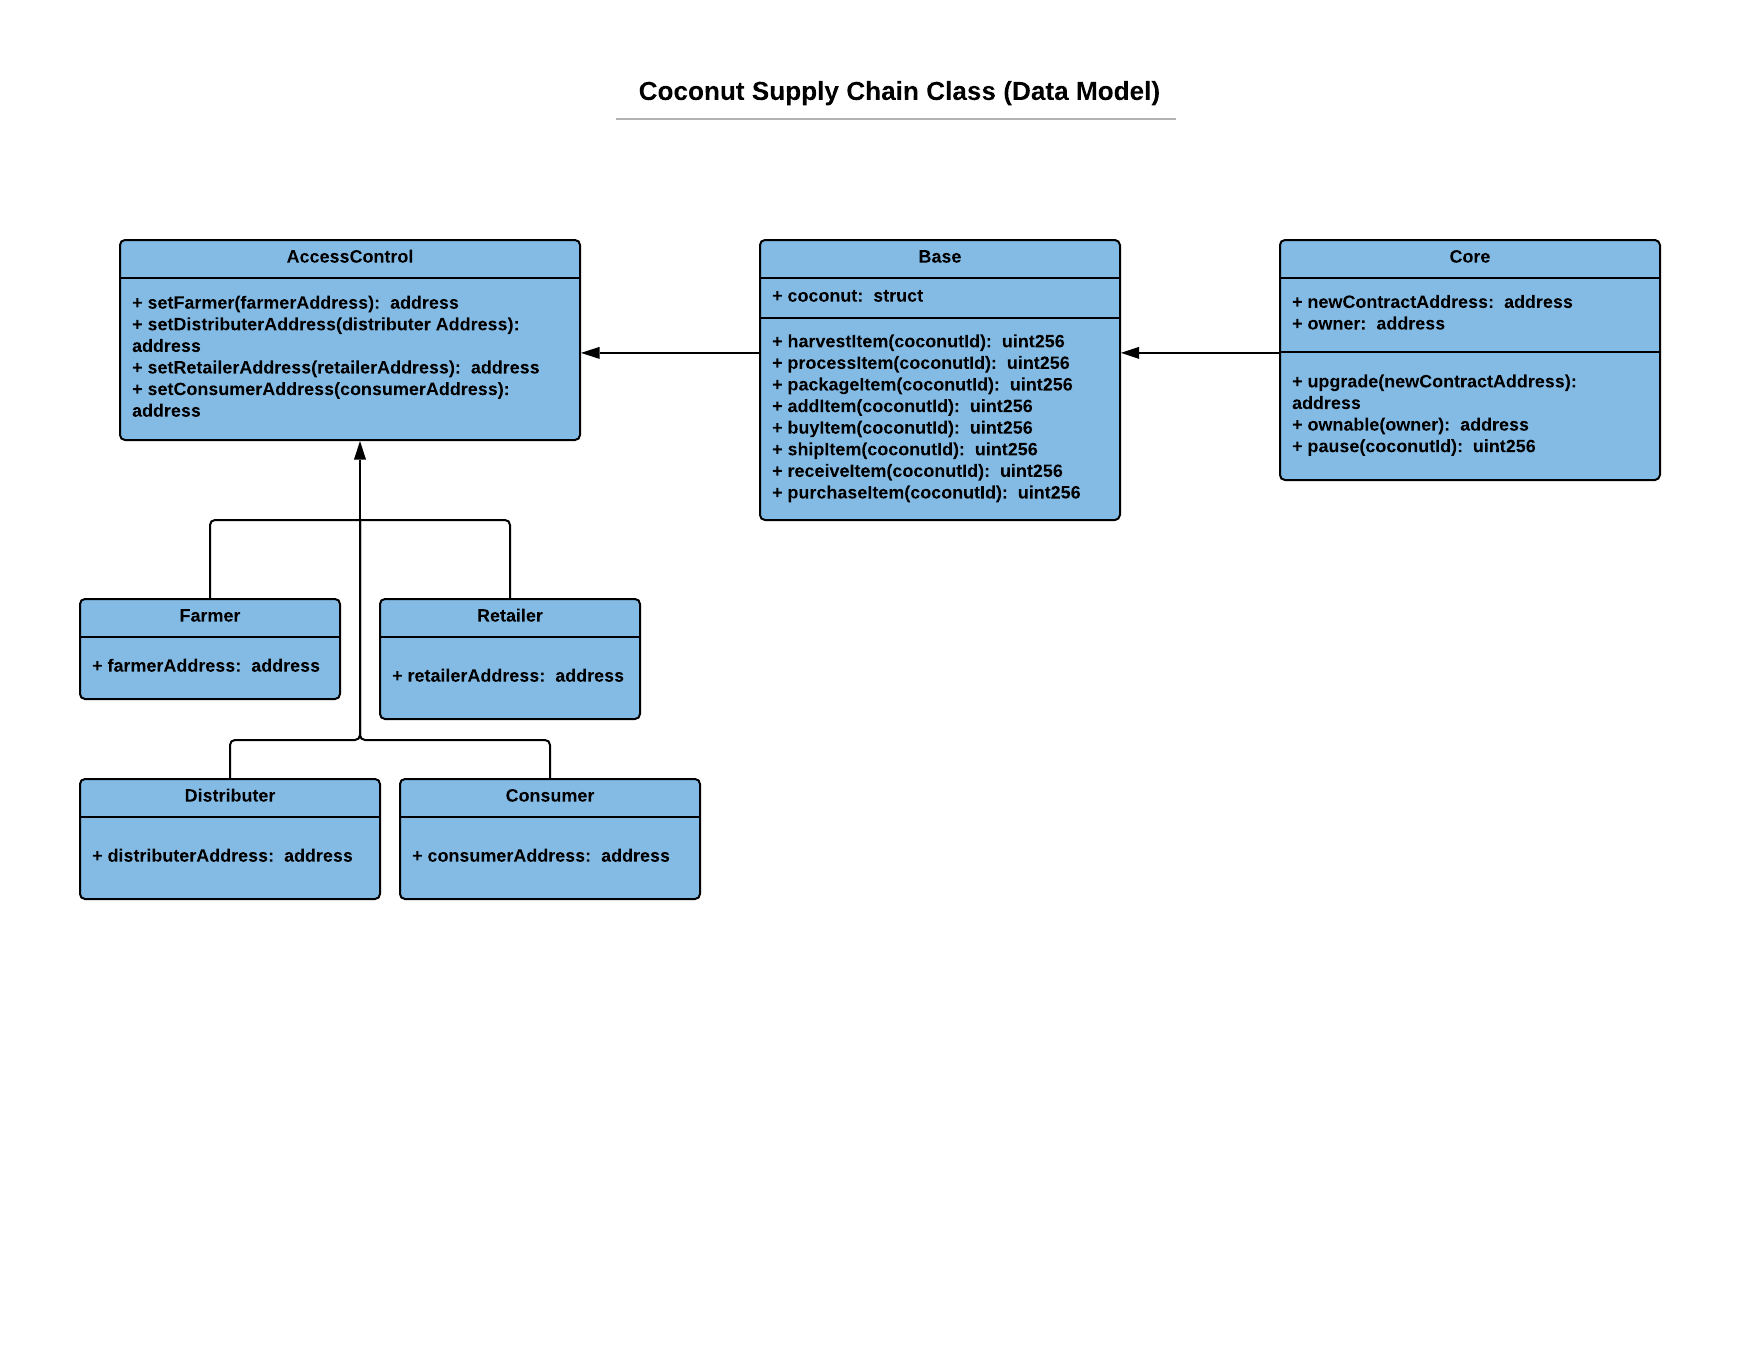 Coconut Supply Chain Class (Data Model)
AccessControl
+ setFarmer(farmerAddress):  address
+ setDistributerAddress(distributer Address):
address
+ setRetailerAddress(retailerAddress):  address
+ setConsumerAddress(consumerAddress):
address
Base
+ coconut:  struct
+ harvestItem(coconutId):  uint256
+ processItem(coconutId):  uint256
+ packageItem(coconutId):  uint256
+ addItem(coconutId):  uint256
+ buyItem(coconutId):  uint256
+ shipItem(coconutId):  uint256
+ receiveItem(coconutId):  uint256
+ purchaseItem(coconutId):  uint256
Core
+ newContractAddress:  address
+ owner:  address
+ upgrade(newContractAddress):
address
+ ownable(owner):  address
+ pause(coconutId):  uint256
Farmer
+ farmerAddress:  address
Retailer
+ retailerAddress:  address
Distributer
+ distributerAddress:  address
Consumer
+ consumerAddress:  address